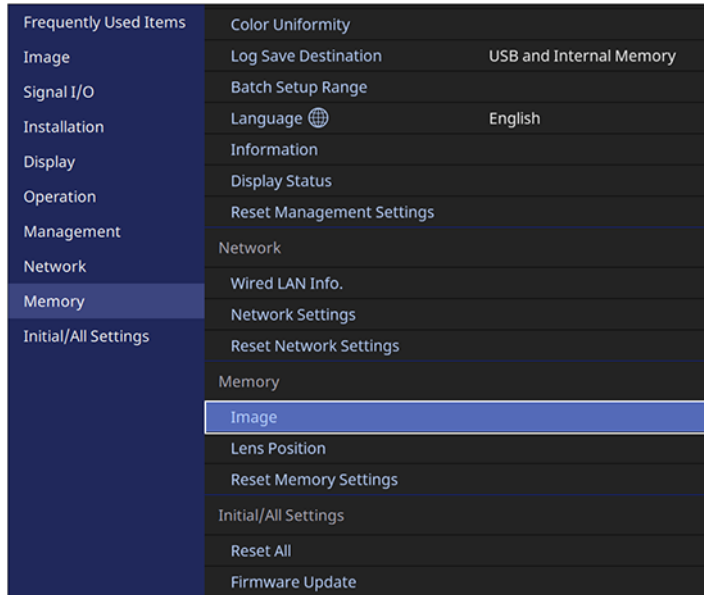 Frequently Used Items
Image
Signal I/O
Installation
Display
Operation
Management
Network
Memory
Initial/All Settings
Color Uniformity
Log Save Destination USB and Internal Memory
Batch Setup Range
Language English
Information
Display Status
Reset Management Settings
Network
Wired LAN Info.
Network Settings
Reset Network Settings
Memory
Image
Lens Position
Reset Memory Settings
Initial/All Settings
Reset All
Firmware Update